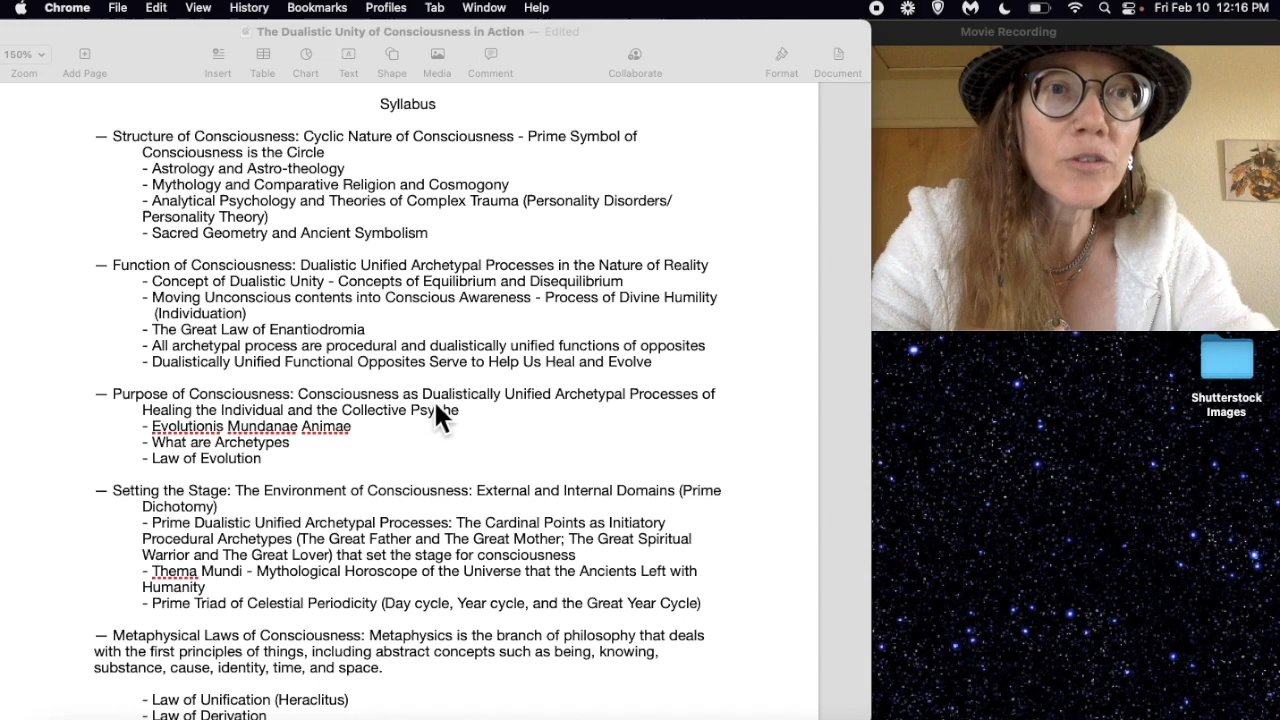 Chrome File Edit View History Bookmarks Profiles Tab Window Help Fri Feb 10 12:16 PM
The Dualistic Unity of Consciousness in Action — Edited
Movie Recording
150%
Zoom Add Page Insert Table Chart Text Shape Media Comment Collaborate Format Document
Syllabus
— Structure of Consciousness: Cyclic Nature of Consciousness - Prime Symbol of
Consciousness is the Circle
- Astrology and Astro-theology
- Mythology and Comparative Religion and Cosmogony
- Analytical Psychology and Theories of Complex Trauma (Personality Disorders/
Personality Theory)
- Sacred Geometry and Ancient Symbolism
— Function of Consciousness: Dualistic Unified Archetypal Processes in the Nature of Reality
- Concept of Dualistic Unity - Concepts of Equilibrium and Disequilibrium
- Moving Unconscious contents into Conscious Awareness - Process of Divine Humility
(Individuation)
- The Great Law of Enantiodromia
- All archetypal process are procedural and dualistically unified functions of opposites
- Dualistically Unified Functional Opposites Serve to Help Us Heal and Evolve
— Purpose of Consciousness: Consciousness as Dualistically Unified Archetypal Processes of
Healing the Individual and the Collective Psyche
- Evolutionis Mundanae Animae
- What are Archetypes
- Law of Evolution
— Setting the Stage: The Environment of Consciousness: External and Internal Domains (Prime
Dichotomy)
- Prime Dualistic Unified Archetypal Processes: The Cardinal Points as Initiatory
Procedural Archetypes (The Great Father and The Great Mother; The Great Spiritual
Warrior and The Great Lover) that set the stage for consciousness
- Thema Mundi - Mythological Horoscope of the Universe that the Ancients Left with
Humanity
- Prime Triad of Celestial Periodicity (Day cycle, Year cycle, and the Great Year Cycle)
— Metaphysical Laws of Consciousness: Metaphysics is the branch of philosophy that deals
with the first principles of things, including abstract concepts such as being, knowing,
substance, cause, identity, time, and space.
- Law of Unification (Heraclitus)
- Law of Derivation
Shutterstock
Images